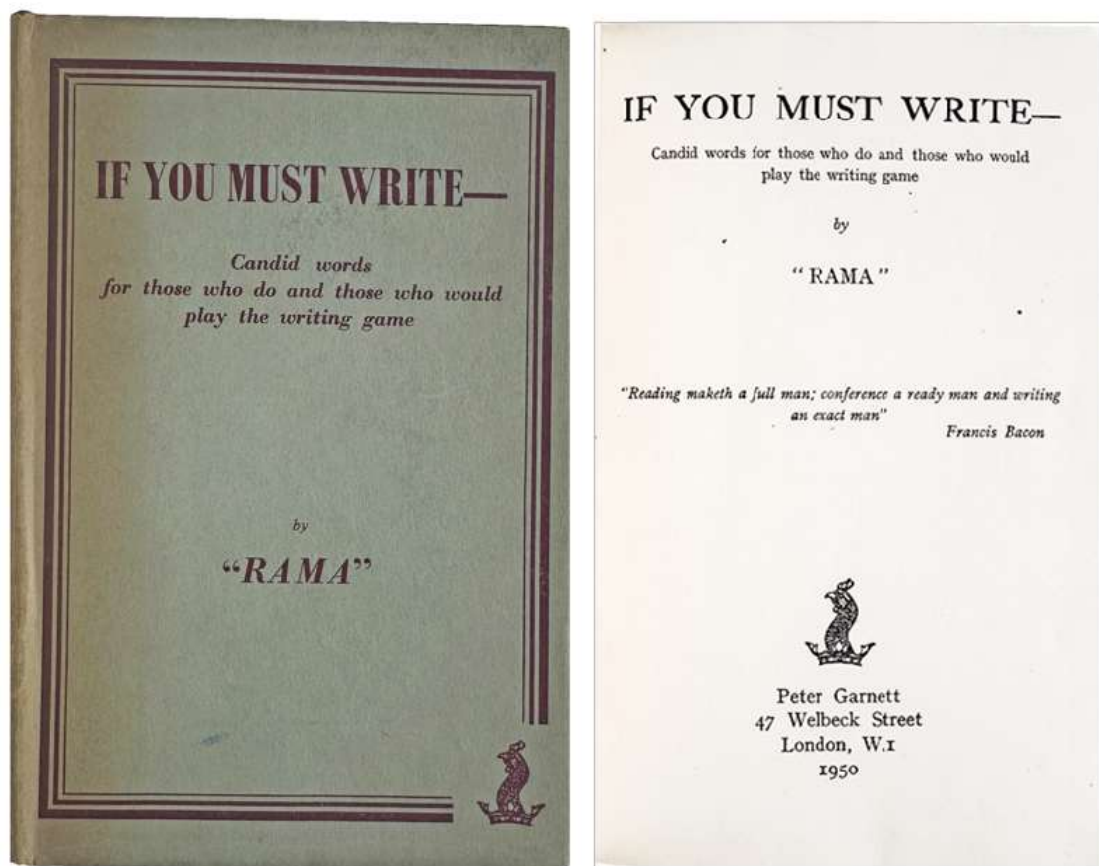 IF YOU MUST WRITE—
Candid words
for those who do and those who would
play the writing game
by
“RAMA”
IF YOU MUST WRITE—
Candid words for those who do and those who would
play the writing game
by
“RAMA”
"Reading maketh a full man; conference a ready man and writing
an exact man"
Francis Bacon
Peter Garnett
47 Welbeck Street
London, W.1
1950